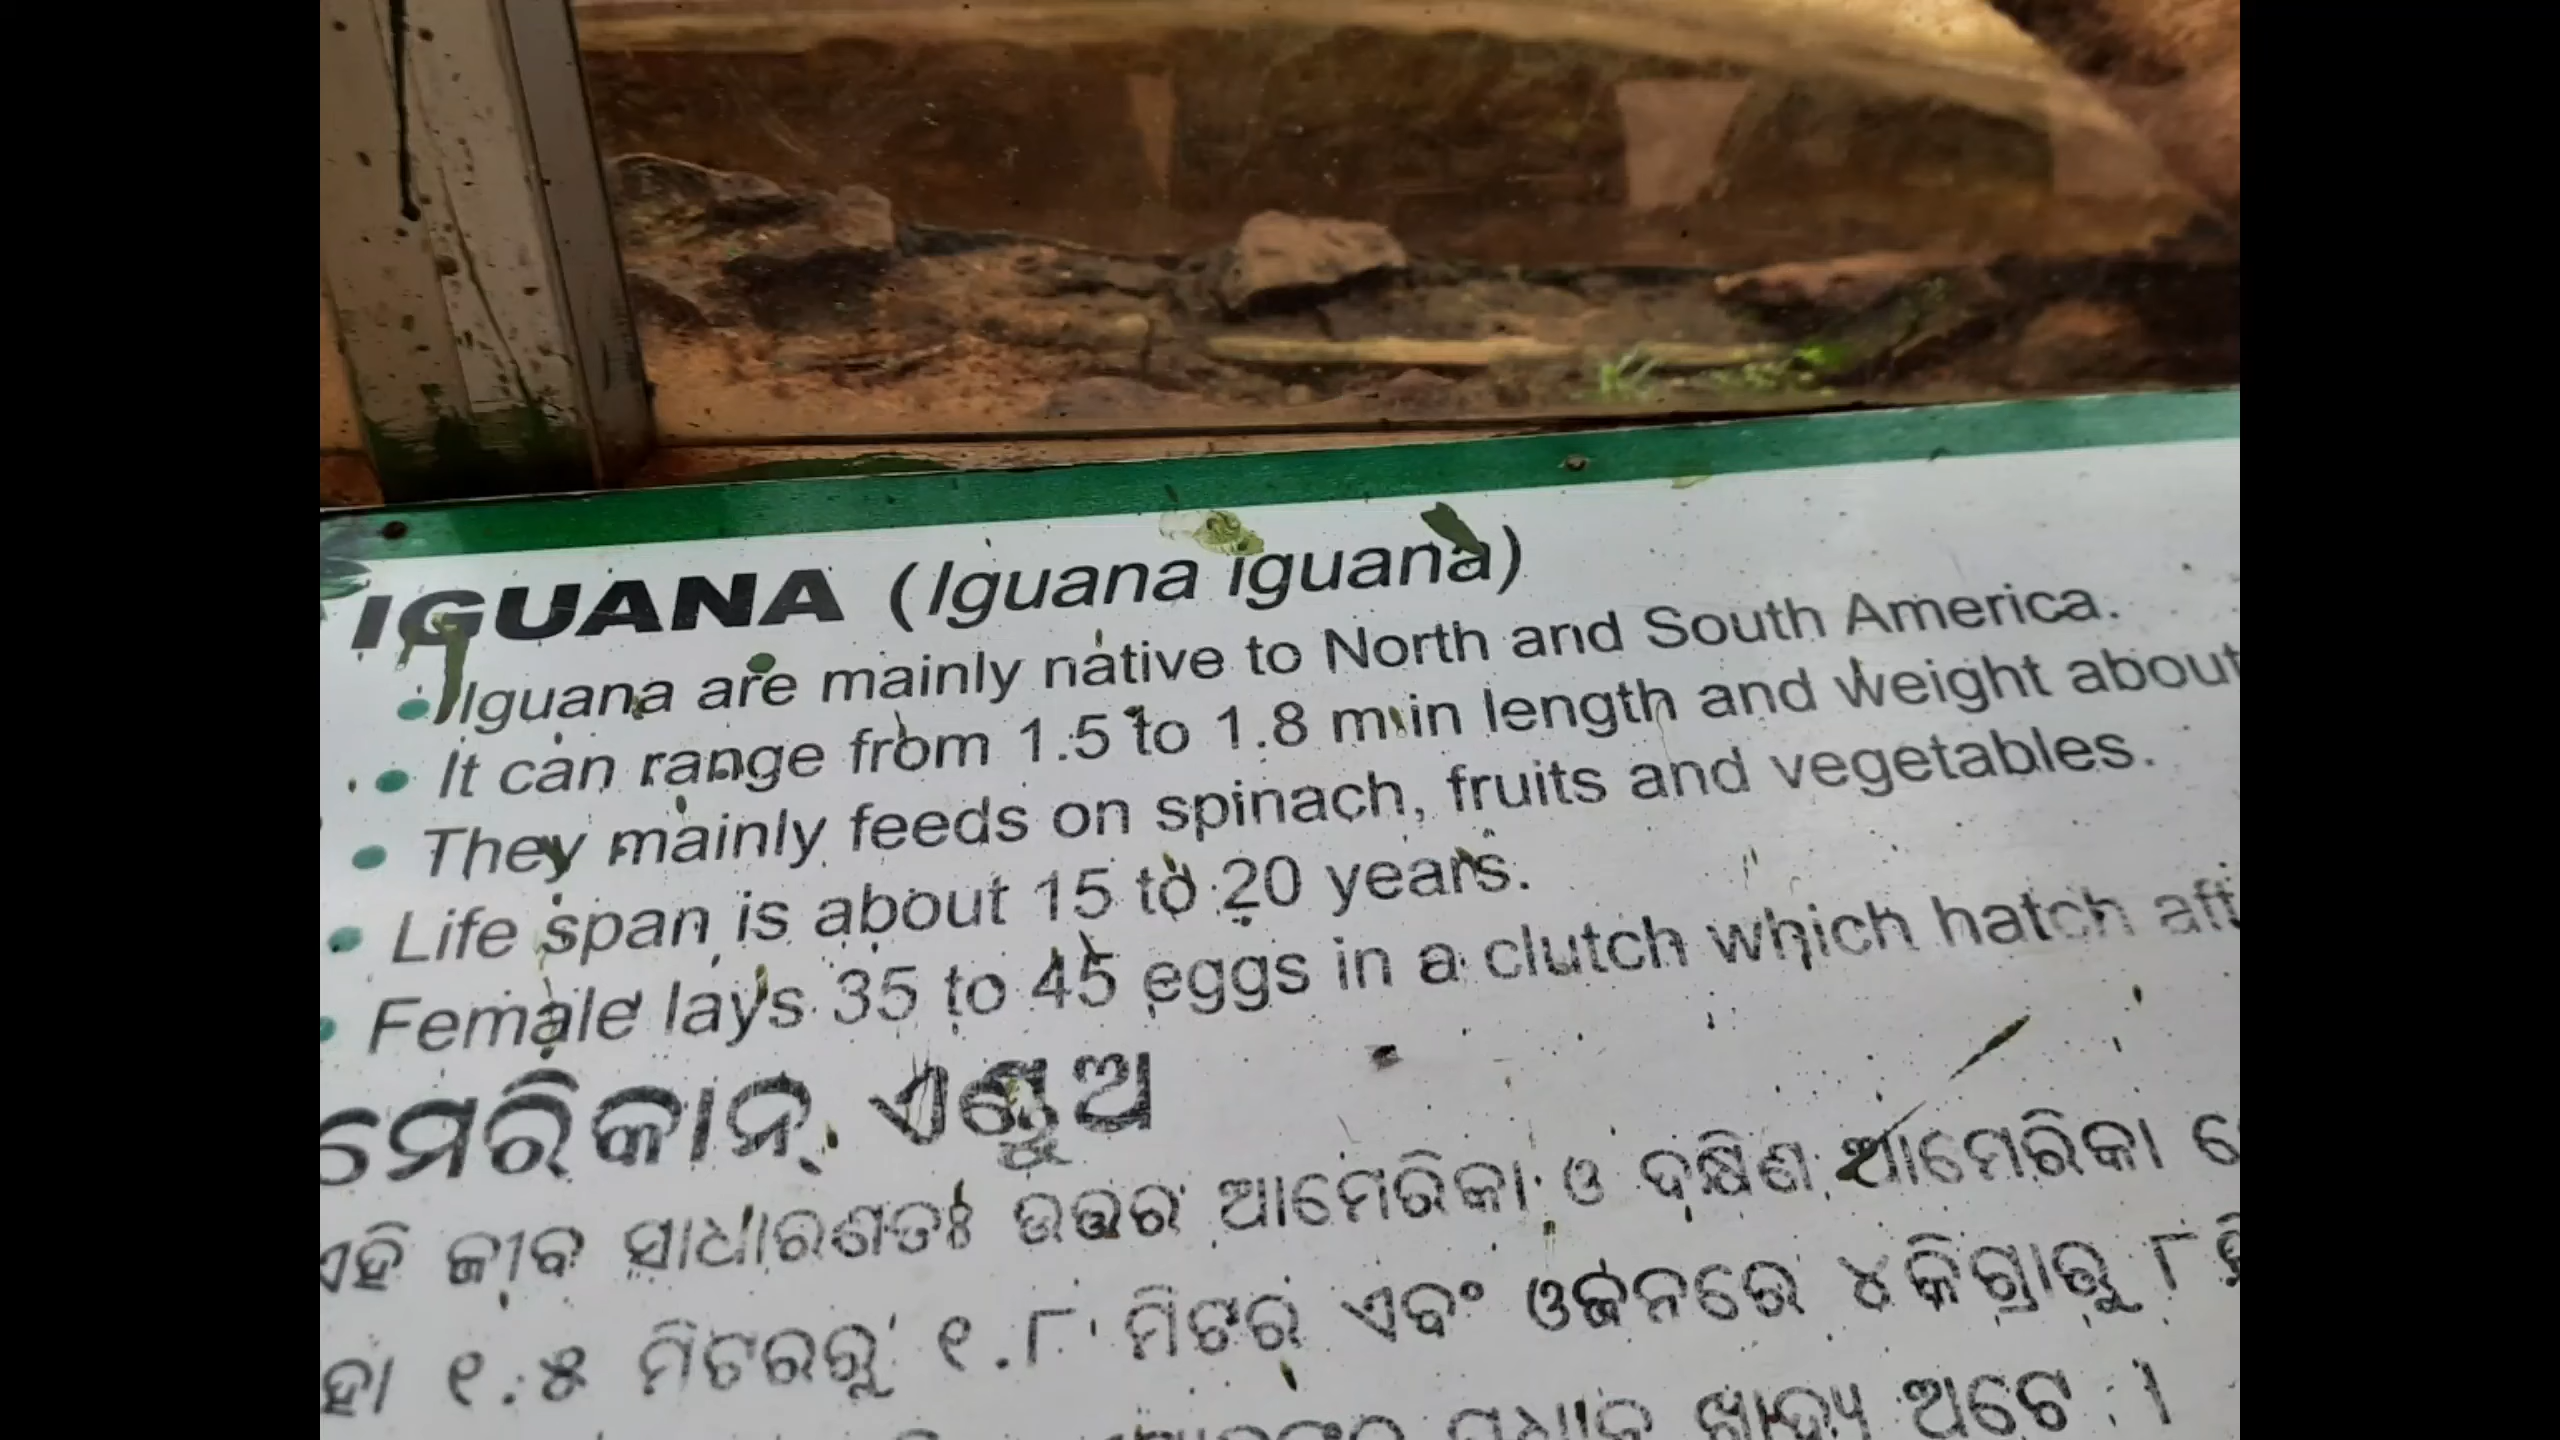 IGUANA (Iguana iguana)
• Iguana are mainly native to North and South America.
• It can range from 1.5 to 1.8 m in length and weight about
• They mainly feeds on spinach, fruits and vegetables.
• Life span is about 15 to 20 years.
• Female lays 35 to 45 eggs in a clutch which hatch
ମେରିକାନ୍
ଏହି ଜୀବ ସାଧାରଣତଃ ଉତ୍ତର ଆମେରିକା ଓ ଦକ୍ଷିଣ ଆମେରିକା
୧.୫ ମିଟରରୁ ୧.୮ ମିଟର ଏବଂ ଓଜନରେ ୪କିଗ୍ରାରୁ ୮
ଖାଦ୍ୟ ଅଟେ ।